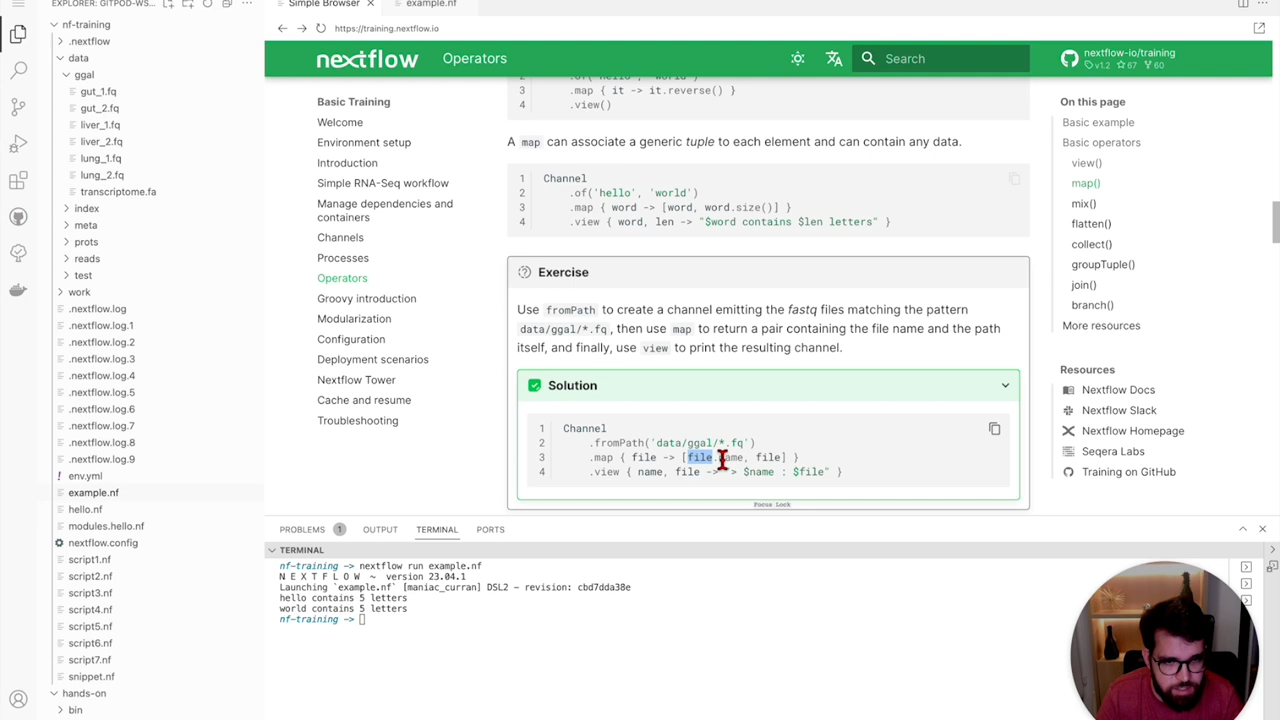 EXPLORER: GITPOD-WS...
Simple Browser
example.nf
nf-training
.nextflow
data
ggal
gut_1.fq
gut_2.fq
liver_1.fq
liver_2.fq
lung_1.fq
lung_2.fq
transcriptome.fa
index
meta
prots
reads
test
work
.nextflow.log
.nextflow.log.1
.nextflow.log.2
.nextflow.log.3
.nextflow.log.4
.nextflow.log.5
.nextflow.log.6
.nextflow.log.7
.nextflow.log.8
.nextflow.log.9
env.yml
example.nf
hello.nf
modules.hello.nf
nextflow.config
script1.nf
script2.nf
script3.nf
script4.nf
script5.nf
script6.nf
script7.nf
snippet.nf
hands-on
bin
https://training.nextflow.io
nextflow
Operators
Search
nextflow-io/training
v1.2 67 60
Basic Training
Welcome
Environment setup
Introduction
Simple RNA-Seq workflow
Manage dependencies and
containers
Channels
Processes
Operators
Groovy introduction
Modularization
Configuration
Deployment scenarios
Nextflow Tower
Cache and resume
Troubleshooting
2 .of('hello', 'world')
3 .map { it -> it.reverse() }
4 .view()
A map can associate a generic tuple to each element and can contain any data.
1 Channel
2 .of('hello', 'world')
3 .map { word -> [word, word.size()] }
4 .view { word, len -> "$word contains $len letters" }
Exercise
Use fromPath to create a channel emitting the fastq files matching the pattern
data/ggal/*.fq, then use map to return a pair containing the file name and the path
itself, and finally, use view to print the resulting channel.
Solution
1 Channel
2 .fromPath('data/ggal/*.fq')
3 .map { file -> [file.name, file] }
4 .view { name, file -> "> $name : $file" }
Focus Lock
On this page
Basic example
Basic operators
view()
map()
mix()
flatten()
collect()
groupTuple()
join()
branch()
More resources
Resources
Nextflow Docs
Nextflow Slack
Nextflow Homepage
Seqera Labs
Training on GitHub
PROBLEMS 1 OUTPUT TERMINAL PORTS
TERMINAL
nf-training -> nextflow run example.nf
N E X T F L O W ~ version 23.04.1
Launching `example.nf` [maniac_curran] DSL2 - revision: cbd7dda38e
hello contains 5 letters
world contains 5 letters
nf-training ->